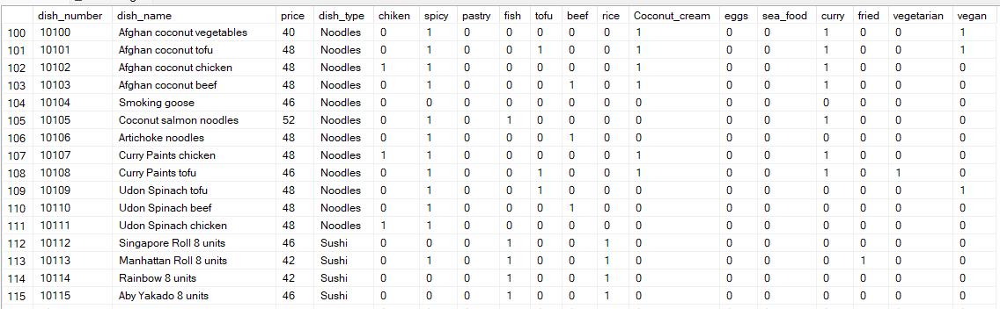 dish_number dish_name price dish_type chiken spicy pastry fish tofu beef rice Coconut_cream eggs sea_food curry fried vegetarian vegan
100 10100 Afghan coconut vegetables 40 Noodles 0 1 0 0 0 0 0 1 0 0 1 0 0 1
101 10101 Afghan coconut tofu 48 Noodles 0 1 0 0 1 0 0 1 0 0 1 0 0 1
102 10102 Afghan coconut chicken 48 Noodles 1 1 0 0 0 0 0 1 0 0 1 0 0 0
103 10103 Afghan coconut beef 48 Noodles 0 1 0 0 0 1 0 1 0 0 1 0 0 0
104 10104 Smoking goose 46 Noodles 0 0 0 0 0 0 0 0 0 0 0 0 0 0
105 10105 Coconut salmon noodles 52 Noodles 0 1 0 1 0 0 0 0 0 0 1 0 0 0
106 10106 Artichoke noodles 48 Noodles 0 1 0 0 0 1 0 0 0 0 0 0 0 0
107 10107 Curry Paints chicken 48 Noodles 1 1 0 0 0 0 0 1 0 0 1 0 0 0
108 10108 Curry Paints tofu 46 Noodles 0 1 0 0 1 0 0 1 0 0 1 0 1 0
109 10109 Udon Spinach tofu 48 Noodles 0 1 0 0 1 0 0 0 0 0 0 0 0 1
110 10110 Udon Spinach beef 48 Noodles 0 1 0 0 0 1 0 0 0 0 0 0 0 0
111 10111 Udon Spinach chicken 48 Noodles 1 1 0 0 0 0 0 0 0 0 0 0 0 0
112 10112 Singapore Roll 8 units 46 Sushi 0 0 0 1 0 0 1 0 0 0 0 0 0 0
113 10113 Manhattan Roll 8 units 42 Sushi 0 1 0 1 0 0 1 0 0 0 0 1 0 0
114 10114 Rainbow 8 units 42 Sushi 0 0 0 1 0 0 1 0 0 0 0 0 0 0
115 10115 Aby Yakado 8 units 46 Sushi 0 0 0 1 0 0 1 0 0 0 0 0 0 0